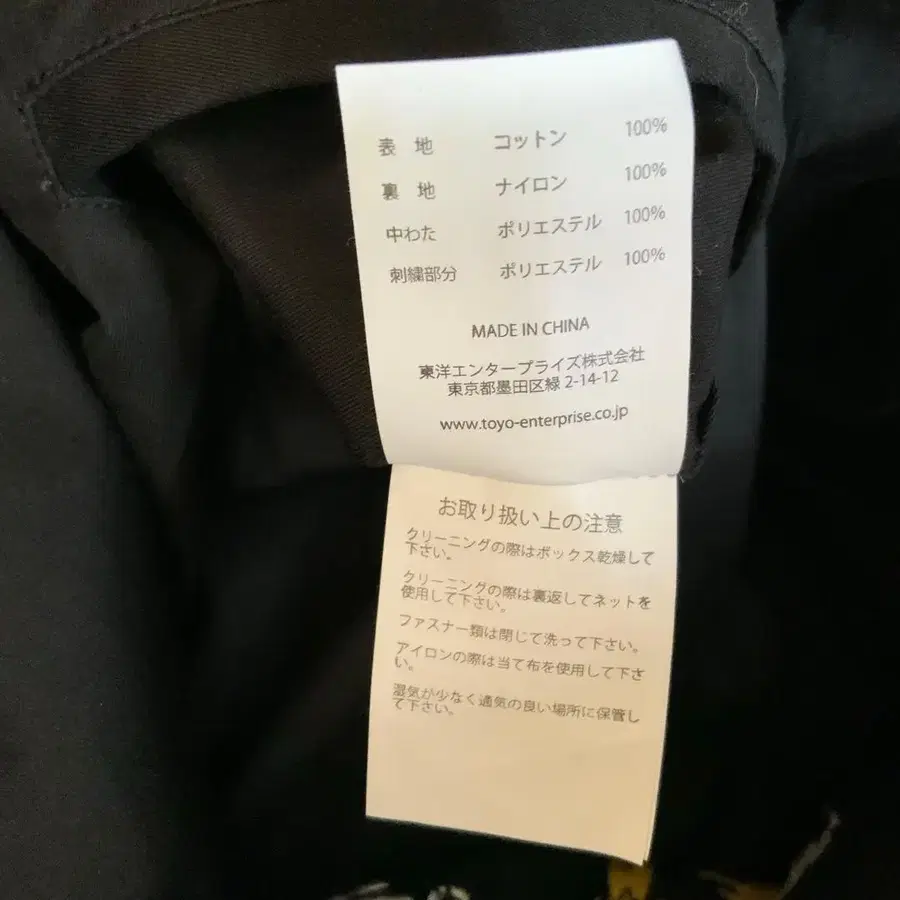 表 地 コットン 100%
裏 地 ナイロン 100%
中わた ポリエステル 100%
刺繍部分 ポリエステル 100%
MADE IN CHINA
東洋エンタープライズ株式会社
東京都墨田区緑 2-14-12
www.toyo-enterprise.co.jp
お取り扱い上の注意
クリーニングの際はボックス乾燥して
下さい。
クリーニングの際は裏返してネットを
使用して下さい。
ファスナー類は閉じて洗って下さい。
アイロンの際は当て布を使用して下さ
い。
湿気が少なく通気の良い場所に保管し
て下さい。